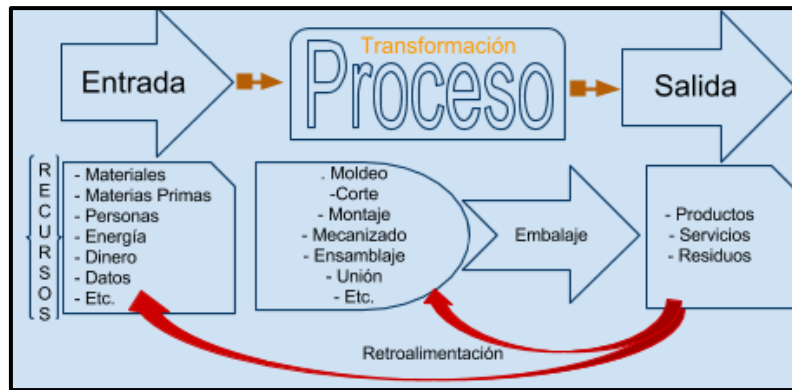 Entrada
Transformación
Proceso
Salida
RECURSOS
- Materiales
- Materias Primas
- Personas
- Energía
- Dinero
- Datos
- Etc.
. Moldeo
-Corte
- Montaje
- Mecanizado
- Ensamblaje
- Unión
- Etc.
Embalaje
- Productos
- Servicios
- Residuos
Retroalimentación